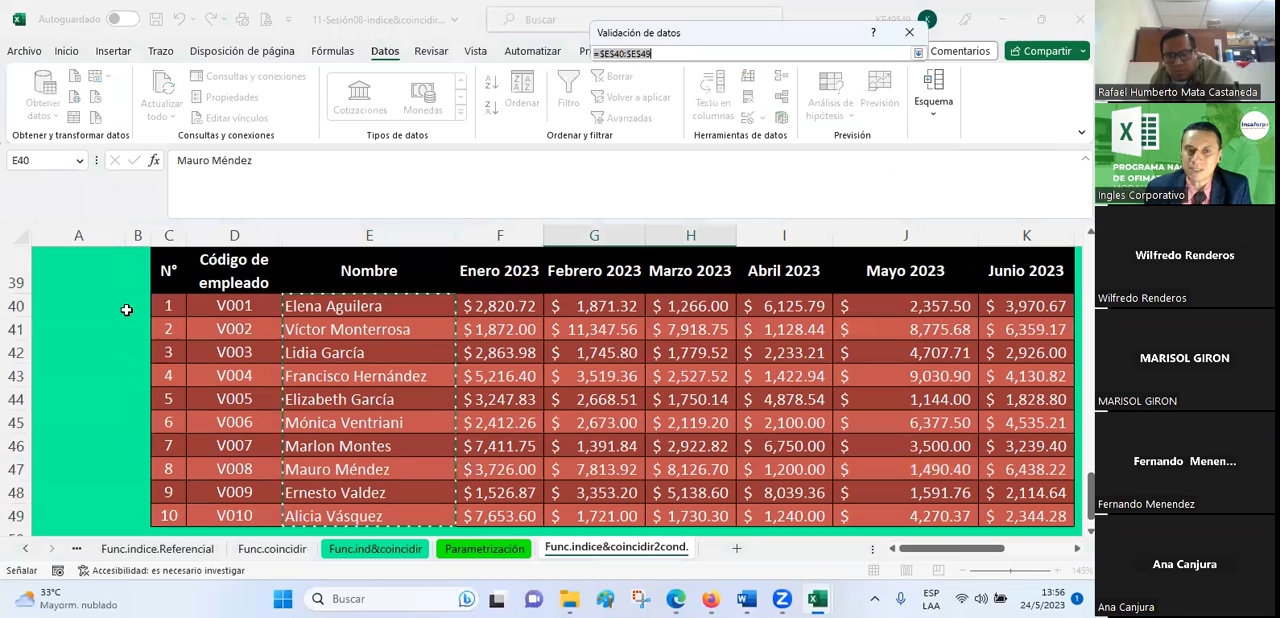 Autoguardado
11-Sesión08-indice&coincidir-...
Buscar
Validación de datos
?
Archivo Inicio Insertar Trazo Disposición de página Fórmulas Datos Revisar Vista Automatizar
=$E$40:$E$49
Comentarios
Compartir
Obtener datos
Actualizar todo
Consultas y conexiones
Propiedades
Editar vínculos
Cotizaciones
Monedas
Ordenar
Filtro
Borrar
Volver a aplicar
Avanzadas
Texto en columnas
Análisis de hipótesis
Previsión
Esquema
Obtener y transformar datos
Consultas y conexiones
Tipos de datos
Ordenar y filtrar
Herramientas de datos
Previsión
E40
fx
Mauro Méndez
A B C D E F G H I J K
39 N° Código de empleado Nombre Enero 2023 Febrero 2023 Marzo 2023 Abril 2023 Mayo 2023 Junio 2023
40 1 V001 Elena Aguilera $ 2,820.72 $ 1,871.32 $ 1,266.00 $ 6,125.79 $ 2,357.50 $ 3,970.67
41 2 V002 Víctor Monterrosa $ 1,872.00 $ 11,347.56 $ 7,918.75 $ 1,128.44 $ 8,775.68 $ 6,359.17
42 3 V003 Lidia García $ 2,863.98 $ 1,745.80 $ 1,779.52 $ 2,233.21 $ 4,707.71 $ 2,926.00
43 4 V004 Francisco Hernández $ 5,216.40 $ 3,519.36 $ 2,527.52 $ 1,422.94 $ 9,030.90 $ 4,130.82
44 5 V005 Elizabeth García $ 3,247.83 $ 2,668.51 $ 1,750.14 $ 4,878.54 $ 1,144.00 $ 1,828.80
45 6 V006 Mónica Ventriani $ 2,412.26 $ 2,673.00 $ 2,119.20 $ 2,100.00 $ 6,377.50 $ 4,535.21
46 7 V007 Marlon Montes $ 7,411.75 $ 1,391.84 $ 2,922.82 $ 6,750.00 $ 3,500.00 $ 3,239.40
47 8 V008 Mauro Méndez $ 3,726.00 $ 7,813.92 $ 8,126.70 $ 1,200.00 $ 1,490.40 $ 6,438.22
48 9 V009 Ernesto Valdez $ 1,526.87 $ 3,353.20 $ 5,138.60 $ 8,039.36 $ 1,591.76 $ 2,114.64
49 10 V010 Alicia Vásquez $ 7,653.60 $ 1,721.00 $ 1,730.30 $ 1,240.00 $ 4,270.37 $ 2,344.28
Func.indice.Referencial Func.coincidir Func.ind&coincidir Parametrización Func.indice&coincidir2cond.
Señalar
Accesibilidad: es necesario investigar
145%
33°C
Mayorm. nublado
Buscar
ESP
LAA
13:56
24/5/2023
Rafael Humberto Mata Castaneda
Insaforp
PROGRAMA NA
DE OFIMA
Ingles Corporativo
Wilfredo Renderos
Wilfredo Renderos
MARISOL GIRON
MARISOL GIRON
Fernando Menen...
Fernando Menendez
Ana Canjura
Ana Canjura